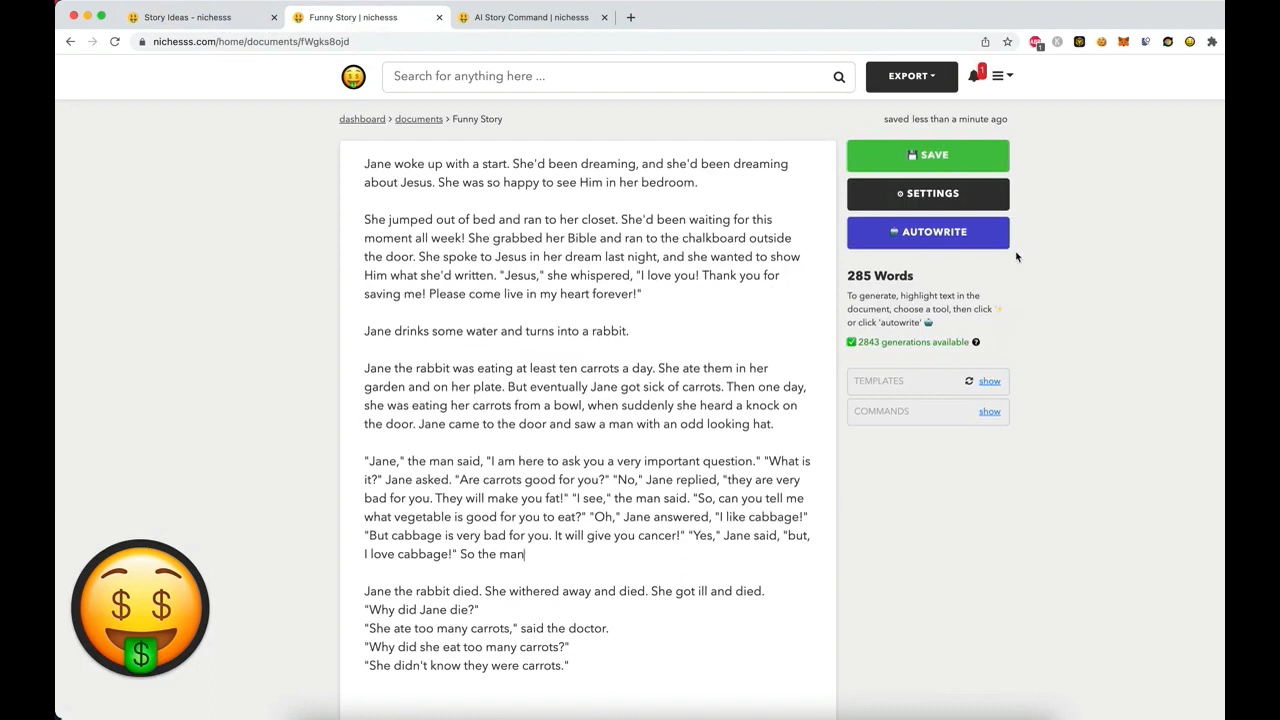 Story Ideas - nichesss
Funny Story | nichesss
AI Story Command | nichesss
nichesss.com/home/documents/fWgks8ojd
Search for anything here ...
EXPORT
1
1
dashboard > documents > Funny Story
saved less than a minute ago
Jane woke up with a start. She'd been dreaming, and she'd been dreaming
about Jesus. She was so happy to see Him in her bedroom.
She jumped out of bed and ran to her closet. She'd been waiting for this
moment all week! She grabbed her Bible and ran to the chalkboard outside
the door. She spoke to Jesus in her dream last night, and she wanted to show
Him what she'd written. "Jesus," she whispered, "I love you! Thank you for
saving me! Please come live in my heart forever!"
Jane drinks some water and turns into a rabbit.
Jane the rabbit was eating at least ten carrots a day. She ate them in her
garden and on her plate. But eventually Jane got sick of carrots. Then one day,
she was eating her carrots from a bowl, when suddenly she heard a knock on
the door. Jane came to the door and saw a man with an odd looking hat.
"Jane," the man said, "I am here to ask you a very important question." "What is
it?" Jane asked. "Are carrots good for you?" "No," Jane replied, "they are very
bad for you. They will make you fat!" "I see," the man said. "So, can you tell me
what vegetable is good for you to eat?" "Oh," Jane answered, "I like cabbage!"
"But cabbage is very bad for you. It will give you cancer!" "Yes," Jane said, "but,
I love cabbage!" So the man
Jane the rabbit died. She withered away and died. She got ill and died.
"Why did Jane die?"
"She ate too many carrots," said the doctor.
"Why did she eat too many carrots?"
"She didn't know they were carrots."
SAVE
SETTINGS
AUTOWRITE
285 Words
To generate, highlight text in the
document, choose a tool, then click
or click 'autowrite'
2843 generations available
TEMPLATES show
COMMANDS show